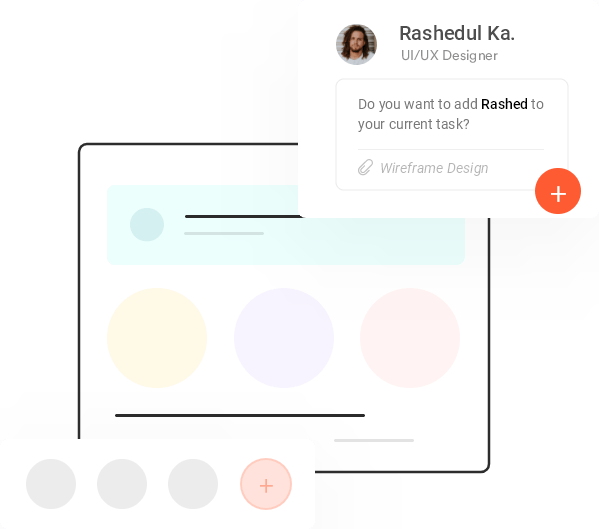 Rashedul Ka.
UI/UX Designer
Do you want to add Rashed to
your current task?
Wireframe Design